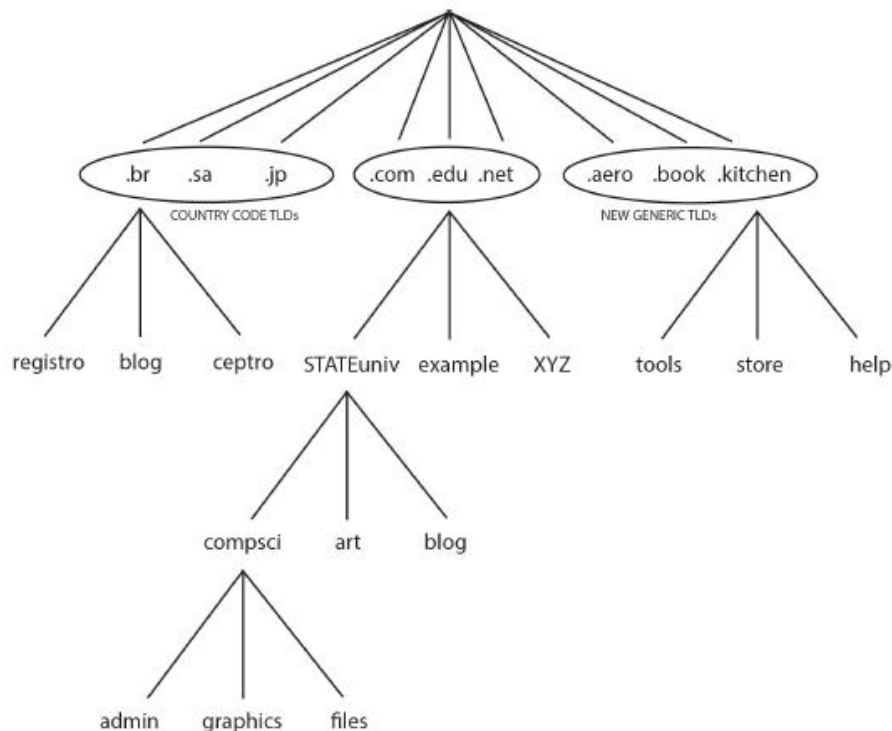 .br .sa .jp .com .edu .net .aero .book .kitchen
COUNTRY CODE TLDs NEW GENERIC TLDs
registro blog ceptro STATEuniv example XYZ tools store help
compsci art blog
admin graphics files